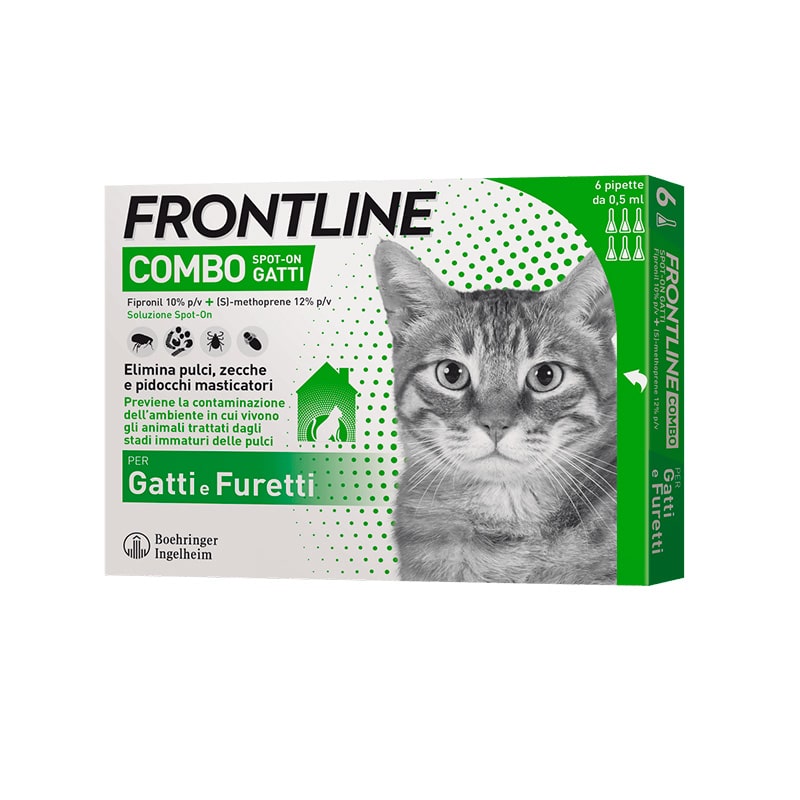 FRONTLINE
COMBO SPOT-ON GATTI
Fipronil 10% p/v + (S)-methoprene 12% p/v
Soluzione Spot-On
Elimina pulci, zecche
e pidocchi masticatori
Previene la contaminazione
dell'ambiente in cui vivono
gli animali trattati dagli
stadi immaturi delle pulci
PER
Gatti e Furetti
Boehringer
Ingelheim
6 pipette
da 0,5 ml
6
FRONTLINE COMBO
SPOT-ON GATTI
Fipronil 10% p/v + (S)-methoprene 12% p/v
PER
Gatti
e Furetti